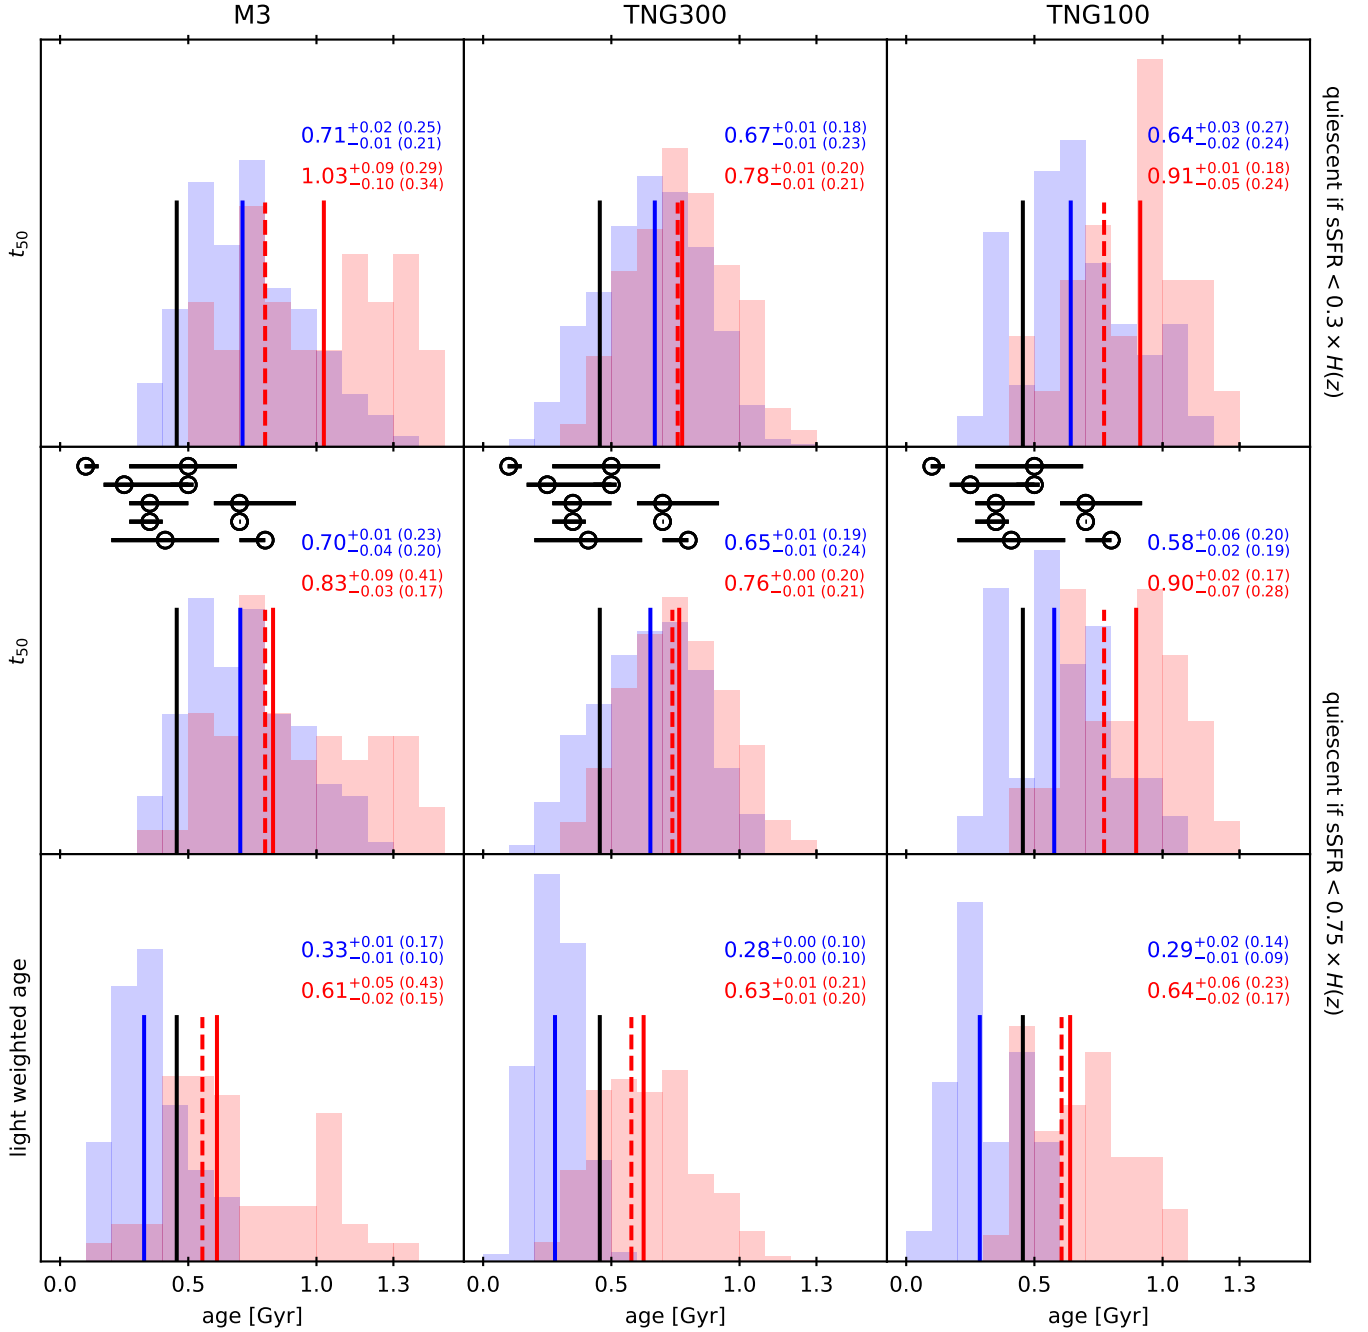 M3 TNG300 TNG100
0.71+0.02 (0.25) −0.01 (0.21)
1.03+0.09 (0.29) −0.10 (0.34)
0.67+0.01 (0.18) −0.01 (0.23)
0.78+0.01 (0.20) −0.01 (0.21)
0.64+0.03 (0.27) −0.02 (0.24)
0.91+0.01 (0.18) −0.05 (0.24)
t50
quiescent if sSFR < 0.3 × H(z)
0.70+0.01 (0.23) −0.04 (0.20)
0.83+0.09 (0.41) −0.03 (0.17)
0.65+0.01 (0.19) −0.01 (0.24)
0.76+0.00 (0.20) −0.01 (0.21)
0.58+0.06 (0.20) −0.02 (0.19)
0.90+0.02 (0.17) −0.07 (0.28)
t50
quiescent if sSFR < 0.75 × H(z)
0.33+0.01 (0.17) −0.01 (0.10)
0.61+0.05 (0.43) −0.02 (0.15)
0.28+0.00 (0.10) −0.00 (0.10)
0.63+0.01 (0.21) −0.01 (0.20)
0.29+0.02 (0.14) −0.01 (0.09)
0.64+0.06 (0.23) −0.02 (0.17)
light weighted age
0.0 0.5 1.0 1.3 0.0 0.5 1.0 1.3 0.0 0.5 1.0 1.3
age [Gyr] age [Gyr] age [Gyr]